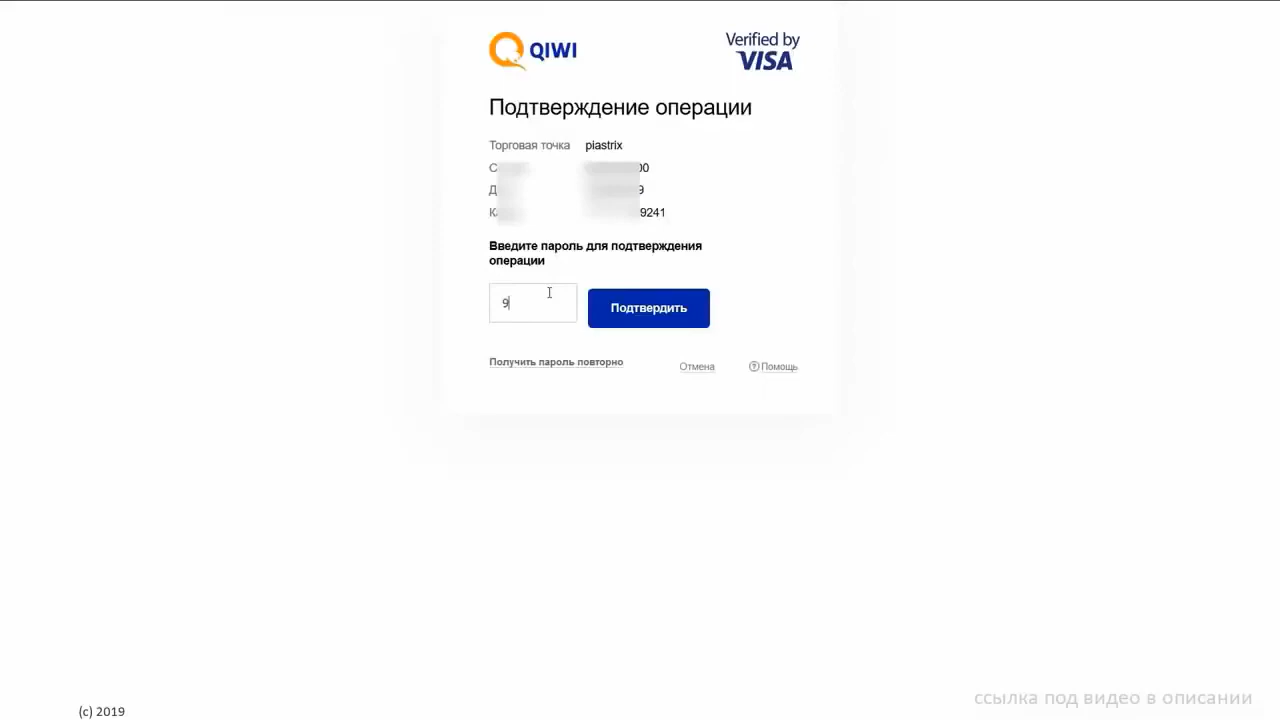 QIWI
Verified by
VISA
Подтверждение операции
Торговая точка piastrix
00
9
9241
Введите пароль для подтверждения
операции
9
Подтвердить
Получить пароль повторно
Отмена
Помощь
ссылка под видео в описании
(c) 2019